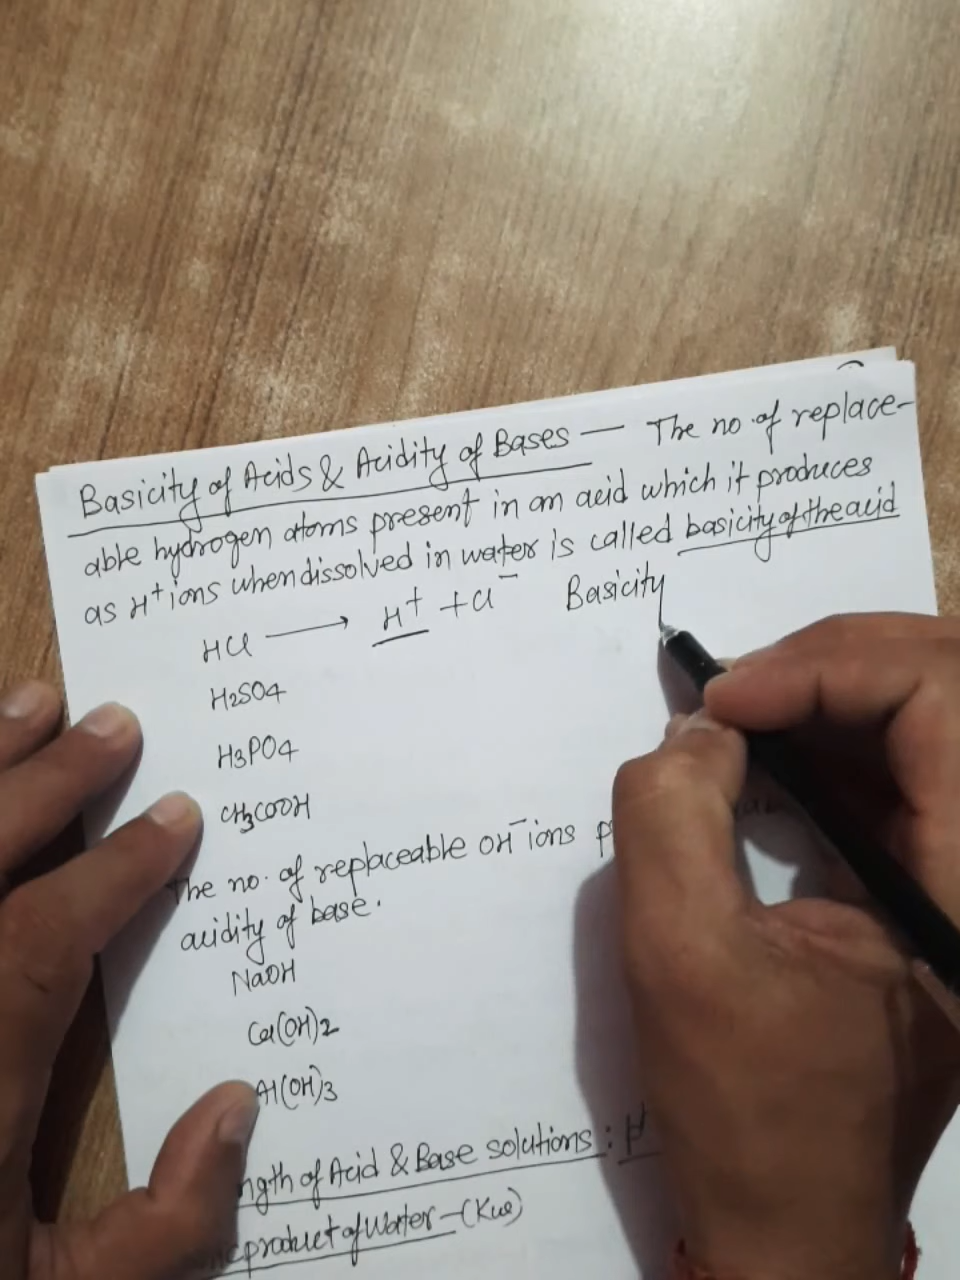 Basicity of Acids & Acidity of Bases — The no. of replace-
able hydrogen atoms present in an acid which it produces
as H⁺ ions when dissolved in water is called basicity of the acid
HCl ⟶ H⁺ + Cl⁻ Basicity
H2SO4
H3PO4
CH3COOH
The no. of replaceable OH⁻ ions
acidity of base.
NaOH
Ca(OH)2
Al(OH)3
of Acid & Base solutions :
product of Water — (Kw)